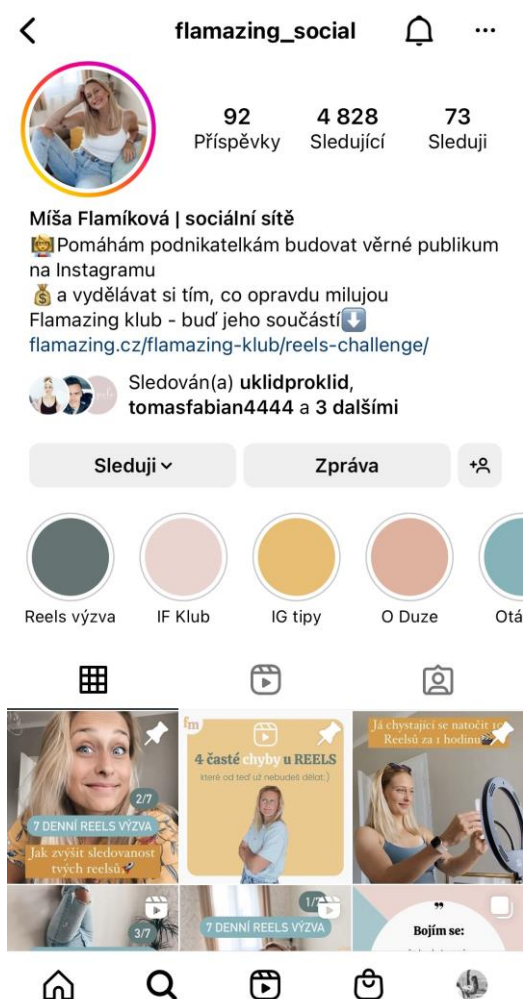 flamazing_social
92
4 828
73
Příspěvky
Sledující
Sleduji
Míša Flamíková | sociální sítě
Pomáhám podnikatelkám budovat věrné publikum
na Instagramu
a vydělávat si tím, co opravdu milujou
Flamazing klub - buď jeho součástí
flamazing.cz/flamazing-klub/reels-challenge/
Sledován(a) uklidproklid,
tomasfabian4444 a 3 dalšími
Sleduji
Zpráva
Reels výzva
IF Klub
IG tipy
O Duze
Otá
2/7
7 DENNÍ REELS VÝZVA
Jak zvýšit sledovanost
tvých reelsů
fm
4 časté chyby u REELS
které od teď už nebudeš dělat:)
Já chystající se natočit 10
Reelsů za 1 hodinu
3/7
7 DENNÍ REELS VÝZVA
"
Bojím se: